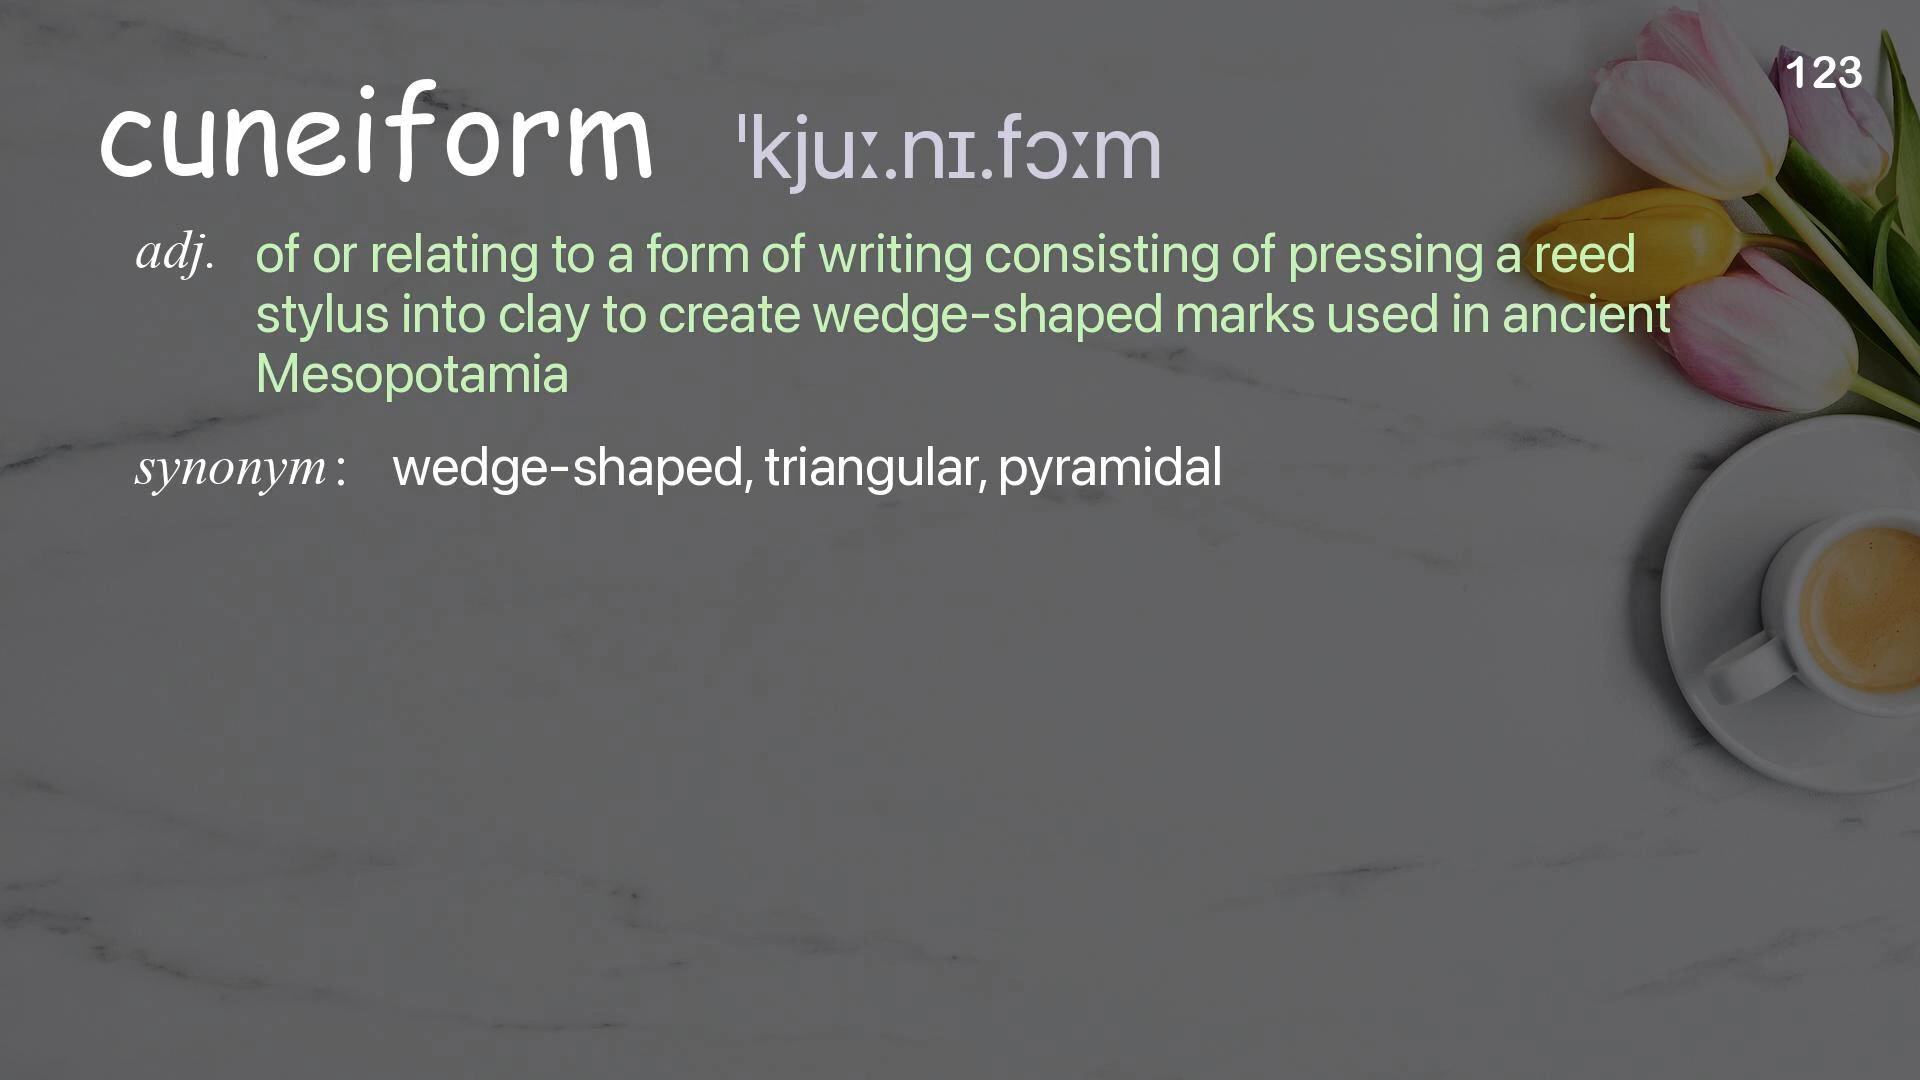 123
cuneiform ˈkjuː.nɪ.fɔːm
adj. of or relating to a form of writing consisting of pressing a reed
stylus into clay to create wedge-shaped marks used in ancient
Mesopotamia
synonym: wedge-shaped, triangular, pyramidal